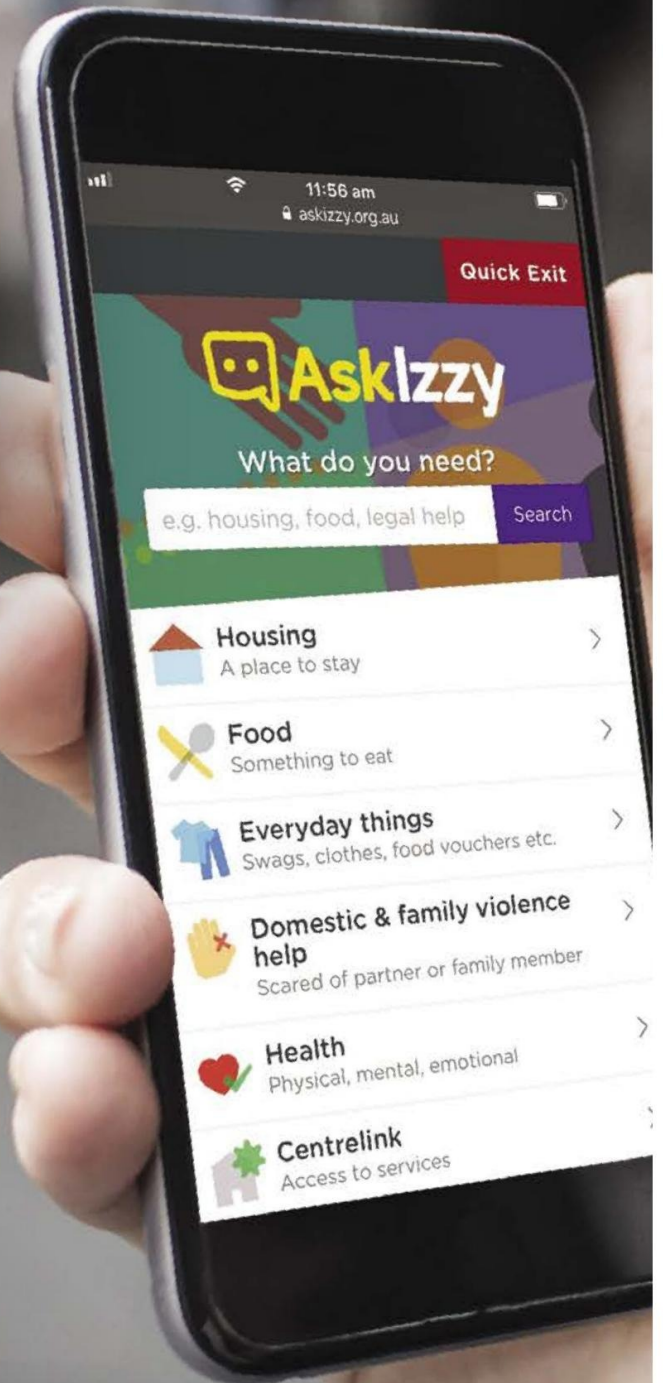 11:56 am
askizzy.org.au
Quick Exit
AskIzzy
What do you need?
e.g. housing, food, legal help
Search
Housing
A place to stay
Food
Something to eat
Everyday things
Swags, clothes, food vouchers etc.
Domestic & family violence
help
Scared of partner or family member
Health
Physical, mental, emotional
Centrelink
Access to services